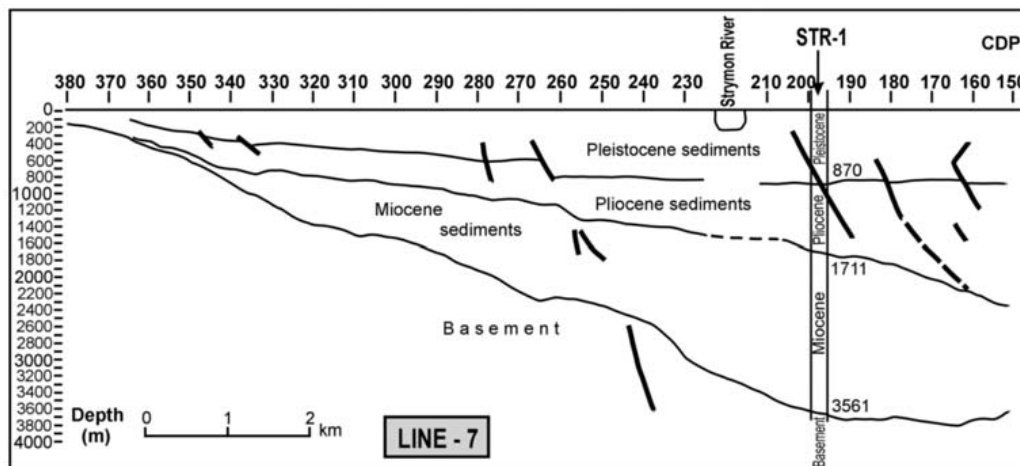 STR-1
CDP
Strymon River
380 370 360 350 340 330 320 310 300 290 280 270 260 250 240 230 210 200 190 180 170 160 150
0
200
400
600
800
1000
1200
1400
1600
1800
2000
2200
2400
2600
2800
3000
3200
3400
3600
3800
4000
Pleistocene sediments
Pleistocene
870
Pliocene sediments
Pliocene
Miocene
sediments
1711
Miocene
Basement
3561
Basement
Depth
(m)
0 1 2
km
LINE - 7